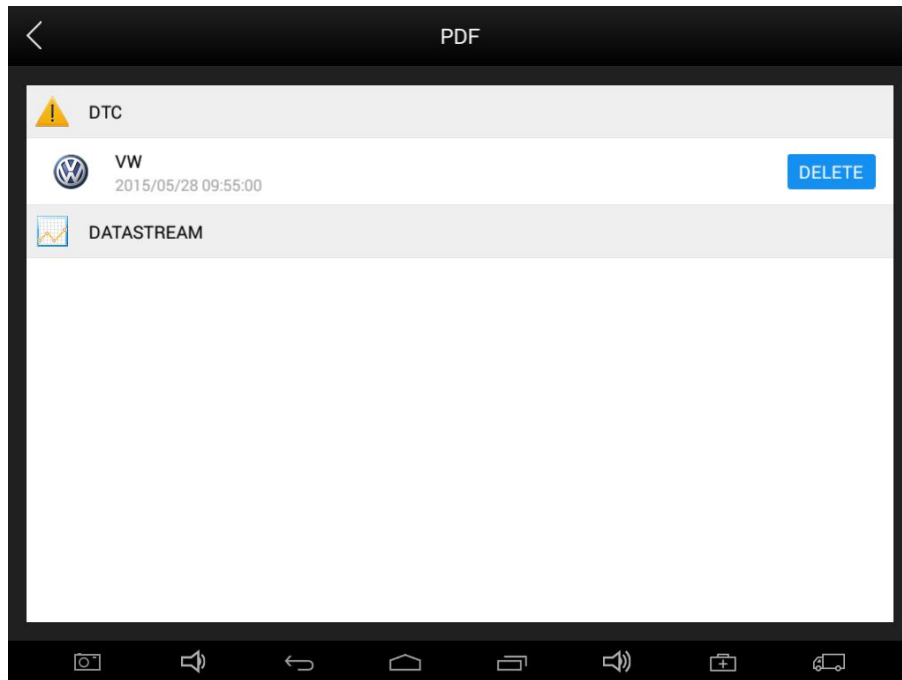 PDF
DTC
VW
2015/05/28 09:55:00
DELETE
DATASTREAM